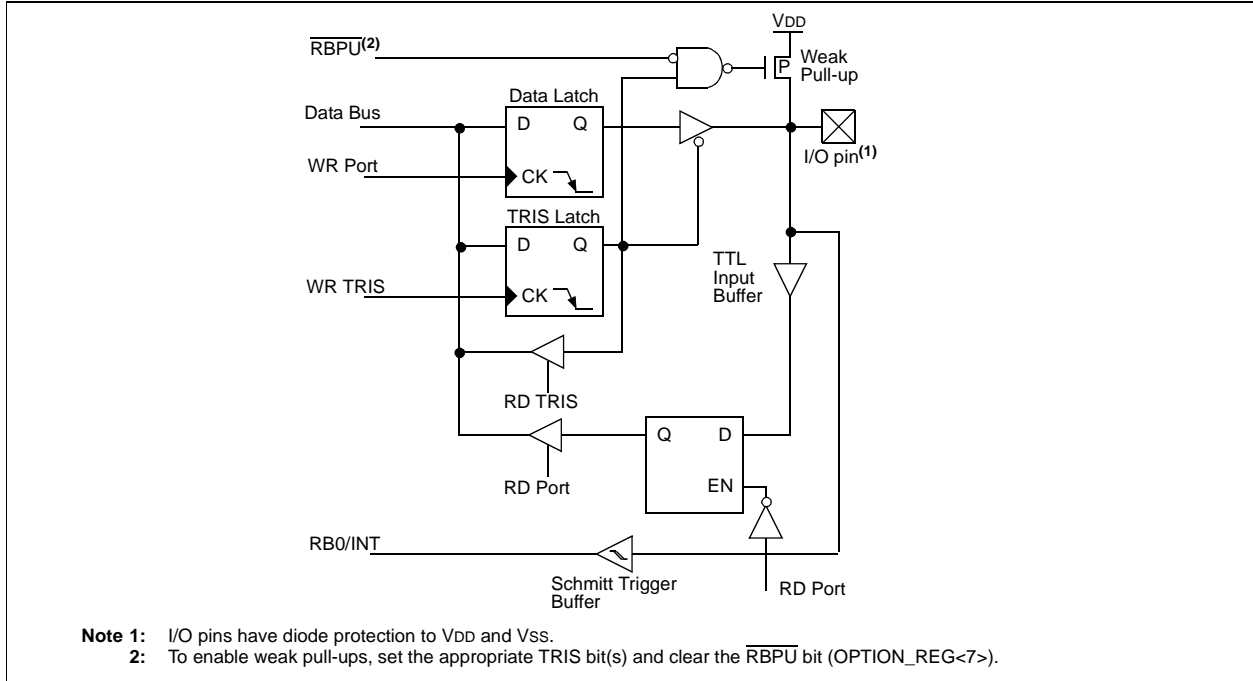 VDD
RBPU(2)
P
Weak
Pull-up
Data Latch
Data Bus
D Q
I/O pin(1)
WR Port
CK
TRIS Latch
D Q
TTL
Input
Buffer
WR TRIS
CK
RD TRIS
Q D
RD Port
EN
RB0/INT
Schmitt Trigger
Buffer
RD Port
Note 1: I/O pins have diode protection to VDD and VSS.
2: To enable weak pull-ups, set the appropriate TRIS bit(s) and clear the RBPU bit (OPTION_REG<7>).